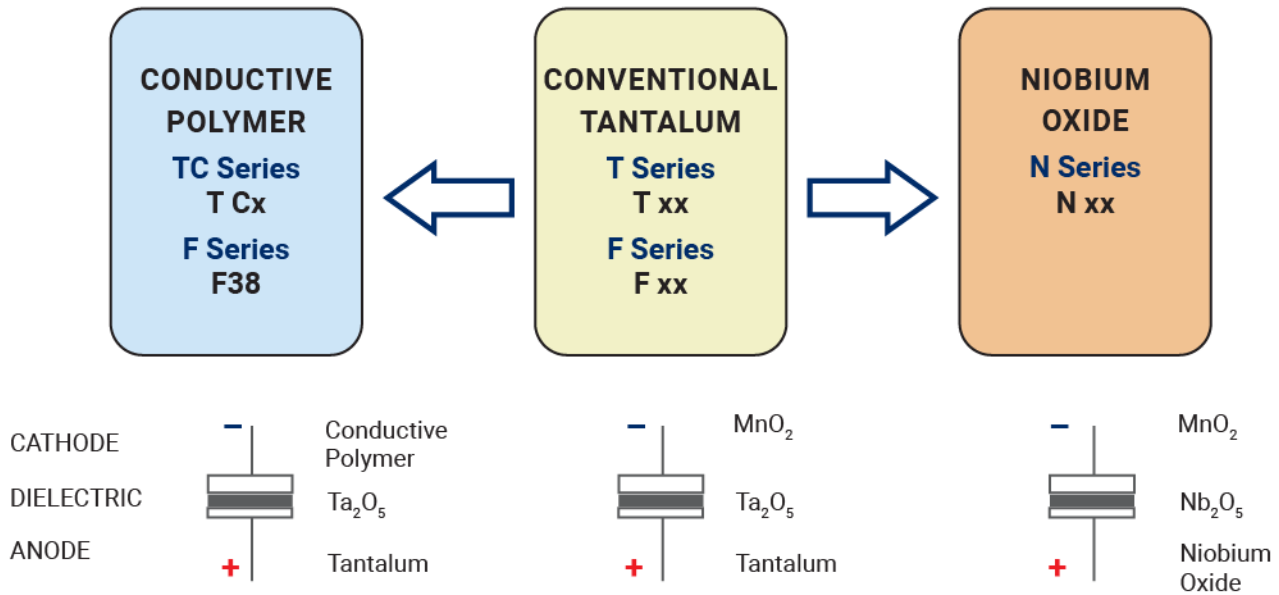 CONDUCTIVE
POLYMER
TC Series
T Cx
F Series
F38
CONVENTIONAL
TANTALUM
T Series
T xx
F Series
F xx
NIOBIUM
OXIDE
N Series
N xx
CATHODE
DIELECTRIC
ANODE
−
Conductive
Polymer
Ta₂O₅
+
Tantalum
−
MnO₂
Ta₂O₅
+
Tantalum
−
MnO₂
Nb₂O₅
+
Niobium
Oxide